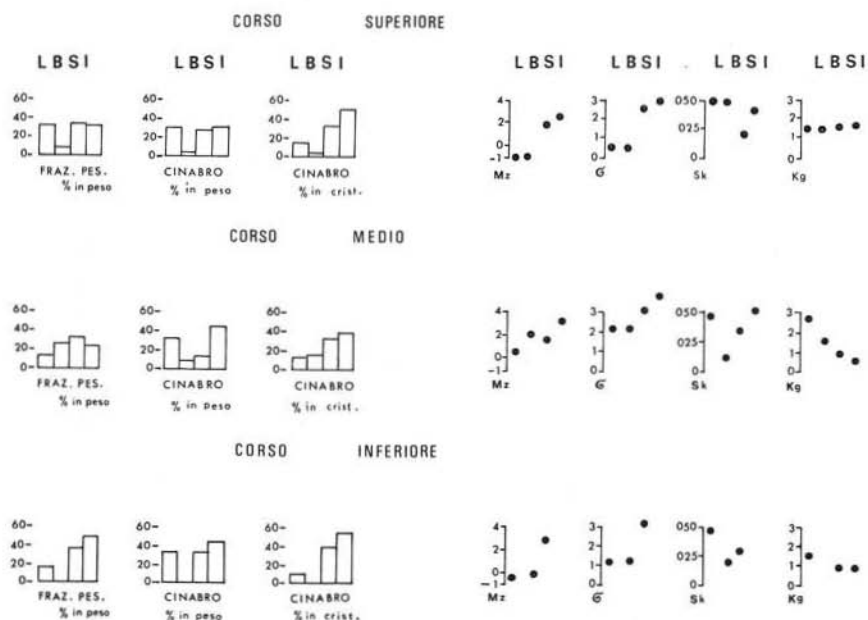 CORSO SUPERIORE
LBSI LBSI LBSI LBSI LBSI LBSI LBSI
60- 60- 60- 4 3 050 3
40- 40- 40- 2 2 2
20- 20- 20- 0 1 025 1
0 0 0 -1 0 0 0
FRAZ. PES. CINABRO CINABRO Mz σ Sk Kg
% in peso % in peso % in crist.
CORSO MEDIO
60- 60- 60- 4 3 050 3
40- 40- 40- 2 2 2
20- 20- 20- 0 1 025 1
0 0 0 -1 0 0 0
FRAZ. PES. CINABRO CINABRO Mz σ Sk Kg
% in peso % in peso % in crist.
CORSO INFERIORE
60- 60- 60- 4 3 050 3
40- 40- 40- 2 2 2
20- 20- 20- 0 1 025 1
0 0 0 -1 0 0 0
FRAZ. PES. CINABRO CINABRO Mz σ Sk Kg
% in peso % in peso % in crist.